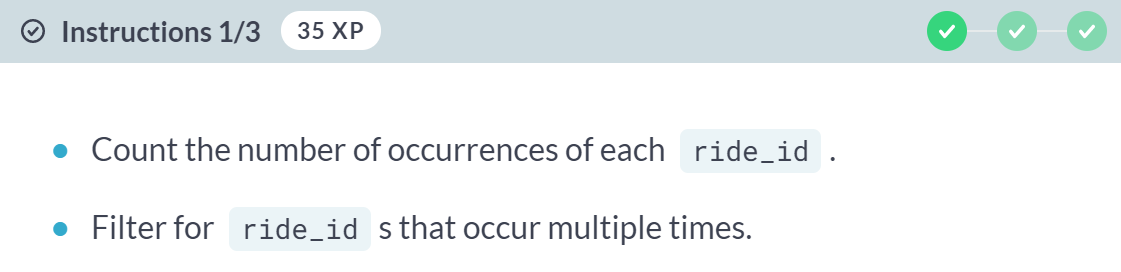 Instructions 1/3 35 XP
Count the number of occurrences of each ride_id .
Filter for ride_id s that occur multiple times.